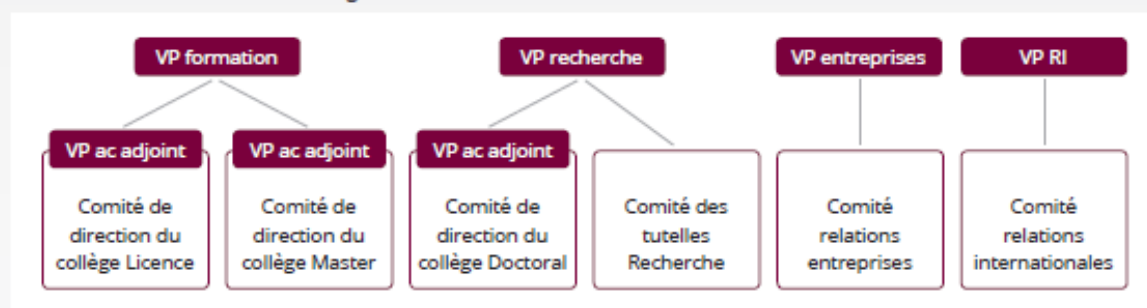 VP formation
VP recherche
VP entreprises
VP RI
VP ac adjoint
VP ac adjoint
VP ac adjoint
Comité de
direction du
collège Licence
Comité de
direction du
collège Master
Comité de
direction du
collège Doctoral
Comité des
tutelles
Recherche
Comité
relations
entreprises
Comité
relations
internationales